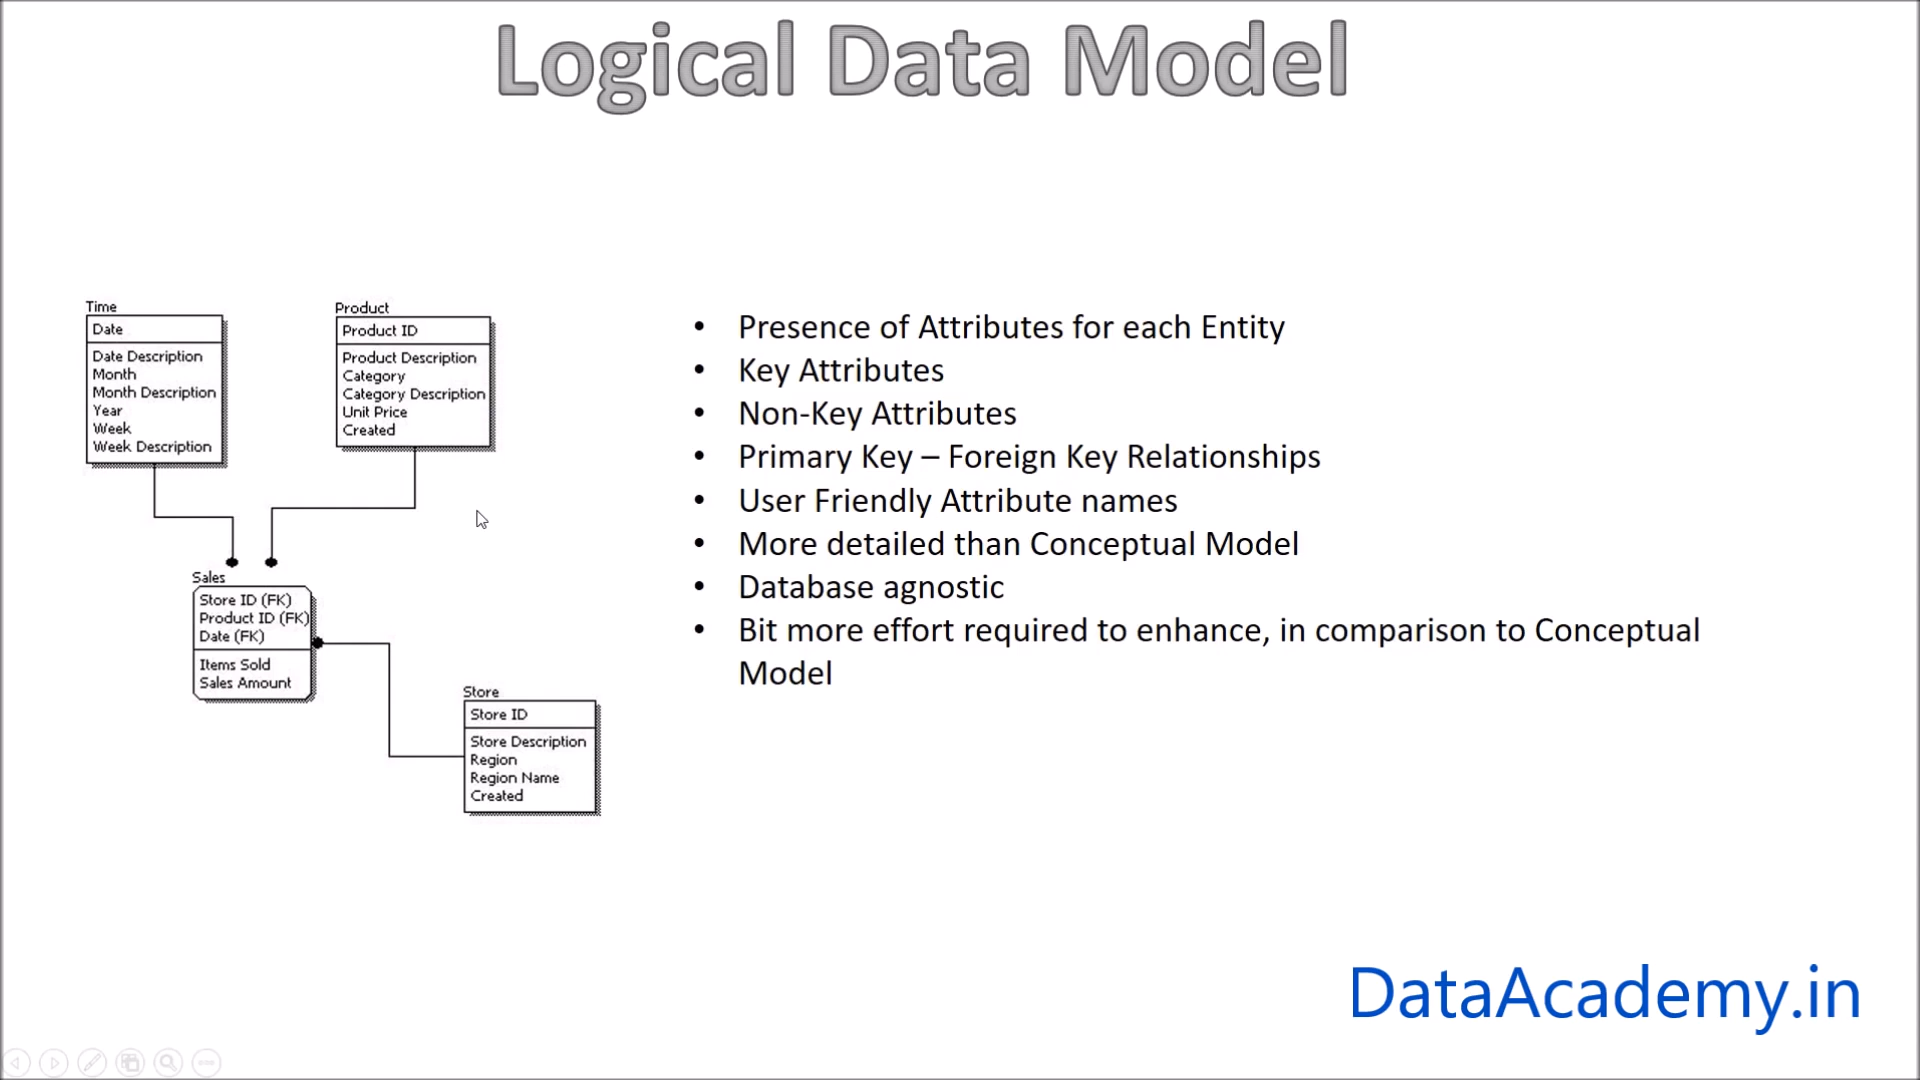 Logical Data Model
Time
Date
Date Description
Month
Month Description
Year
Week
Week Description
Product
Product ID
Product Description
Category
Category Description
Unit Price
Created
Sales
Store ID (FK)
Product ID (FK)
Date (FK)
Items Sold
Sales Amount
Store
Store ID
Store Description
Region
Region Name
Created
• Presence of Attributes for each Entity
• Key Attributes
• Non-Key Attributes
• Primary Key – Foreign Key Relationships
• User Friendly Attribute names
• More detailed than Conceptual Model
• Database agnostic
• Bit more effort required to enhance, in comparison to Conceptual
Model
DataAcademy.in